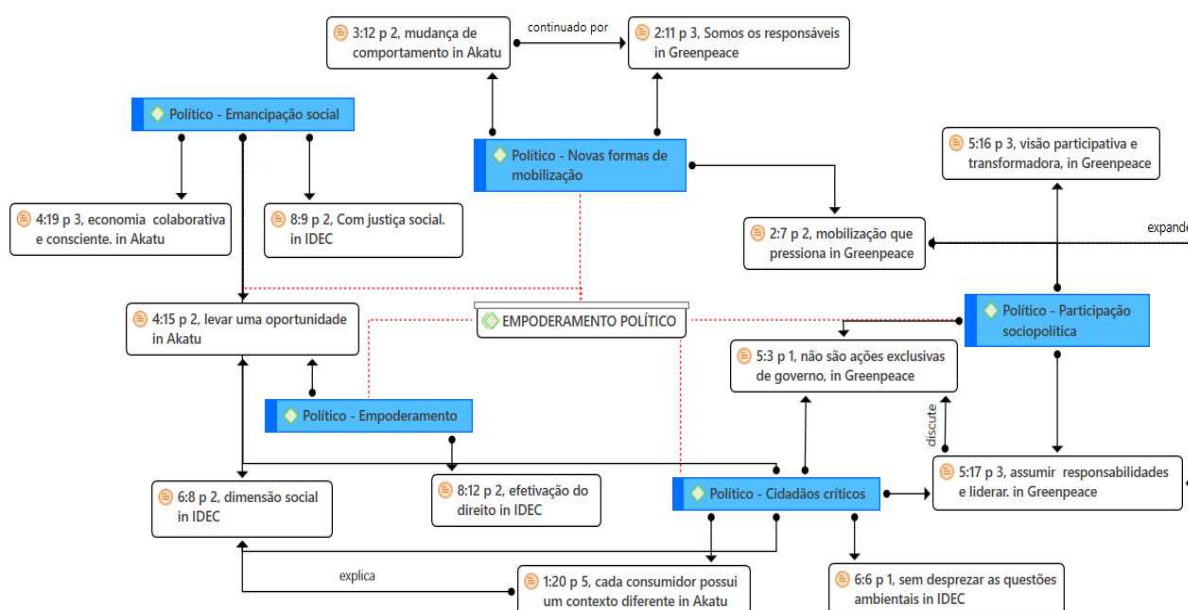 3:12 p 2, mudança de
comportamento in Akatu
continuado por
2:11 p 3, Somos os responsáveis
in Greenpeace
Político - Emancipação social
Político - Novas formas de
mobilização
5:16 p 3, visão participativa e
transformadora, in Greenpeace
4:19 p 3, economia colaborativa
e consciente. in Akatu
8:9 p 2, Com justiça social.
in IDEC
2:7 p 2, mobilização que
pressiona in Greenpeace
expande
4:15 p 2, levar uma oportunidade
in Akatu
EMPODERAMENTO POLÍTICO
Político - Participação
sociopolítica
5:3 p 1, não são ações exclusivas
de governo, in Greenpeace
Político - Empoderamento
discute
6:8 p 2, dimensão social
in IDEC
8:12 p 2, efetivação do
direito in IDEC
Político - Cidadãos críticos
5:17 p 3, assumir responsabilidades
e liderar. in Greenpeace
explica
1:20 p 5, cada consumidor possui
um contexto diferente in Akatu
6:6 p 1, sem desprezar as questões
ambientais in IDEC